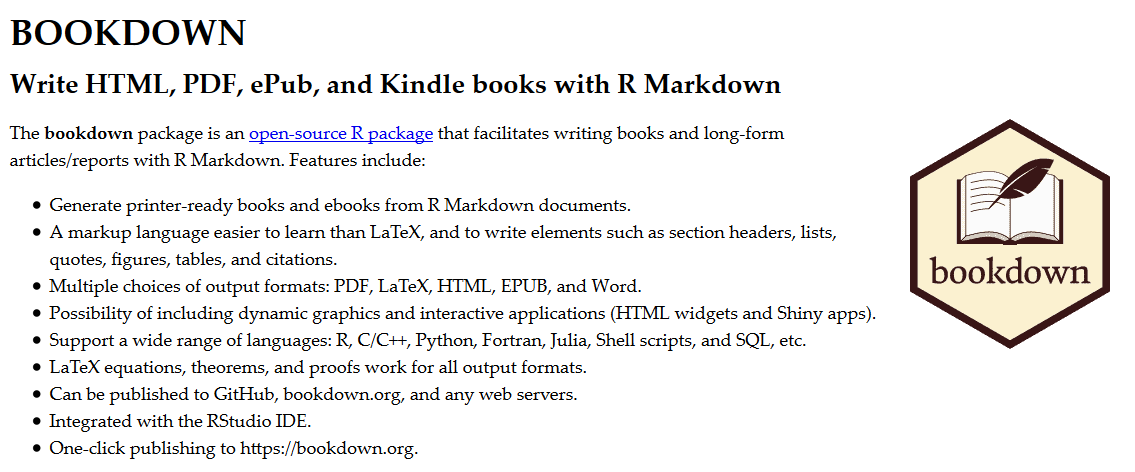 BOOKDOWN
Write HTML, PDF, ePub, and Kindle books with R Markdown
The bookdown package is an open-source R package that facilitates writing books and long-form
articles/reports with R Markdown. Features include:
• Generate printer-ready books and ebooks from R Markdown documents.
• A markup language easier to learn than LaTeX, and to write elements such as section headers, lists,
quotes, figures, tables, and citations.
• Multiple choices of output formats: PDF, LaTeX, HTML, EPUB, and Word.
• Possibility of including dynamic graphics and interactive applications (HTML widgets and Shiny apps).
• Support a wide range of languages: R, C/C++, Python, Fortran, Julia, Shell scripts, and SQL, etc.
• LaTeX equations, theorems, and proofs work for all output formats.
• Can be published to GitHub, bookdown.org, and any web servers.
• Integrated with the RStudio IDE.
• One-click publishing to https://bookdown.org.
bookdown